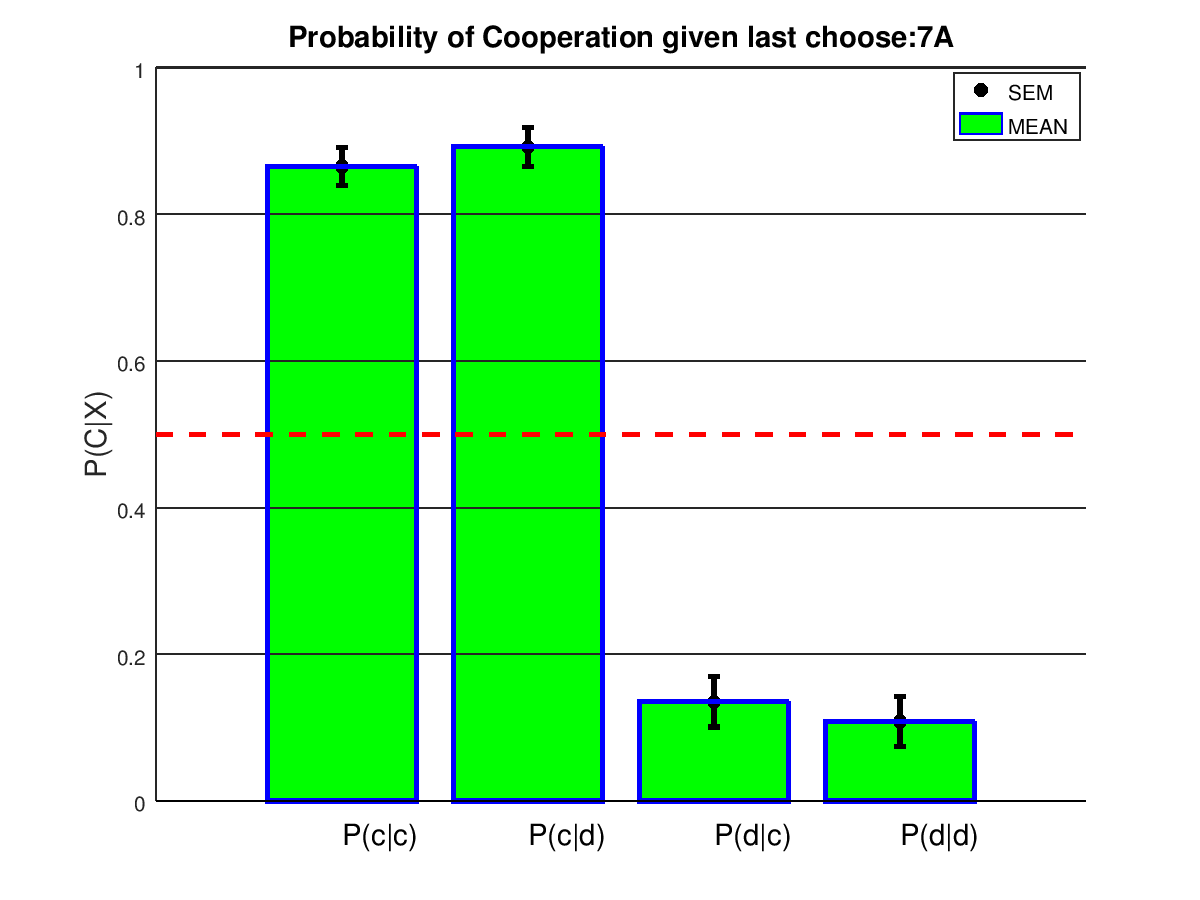 Probability of Cooperation given last choose:7A
SEM
MEAN
1
0.8
0.6
0.4
0.2
0
P(C|X)
P(c|c)
P(c|d)
P(d|c)
P(d|d)